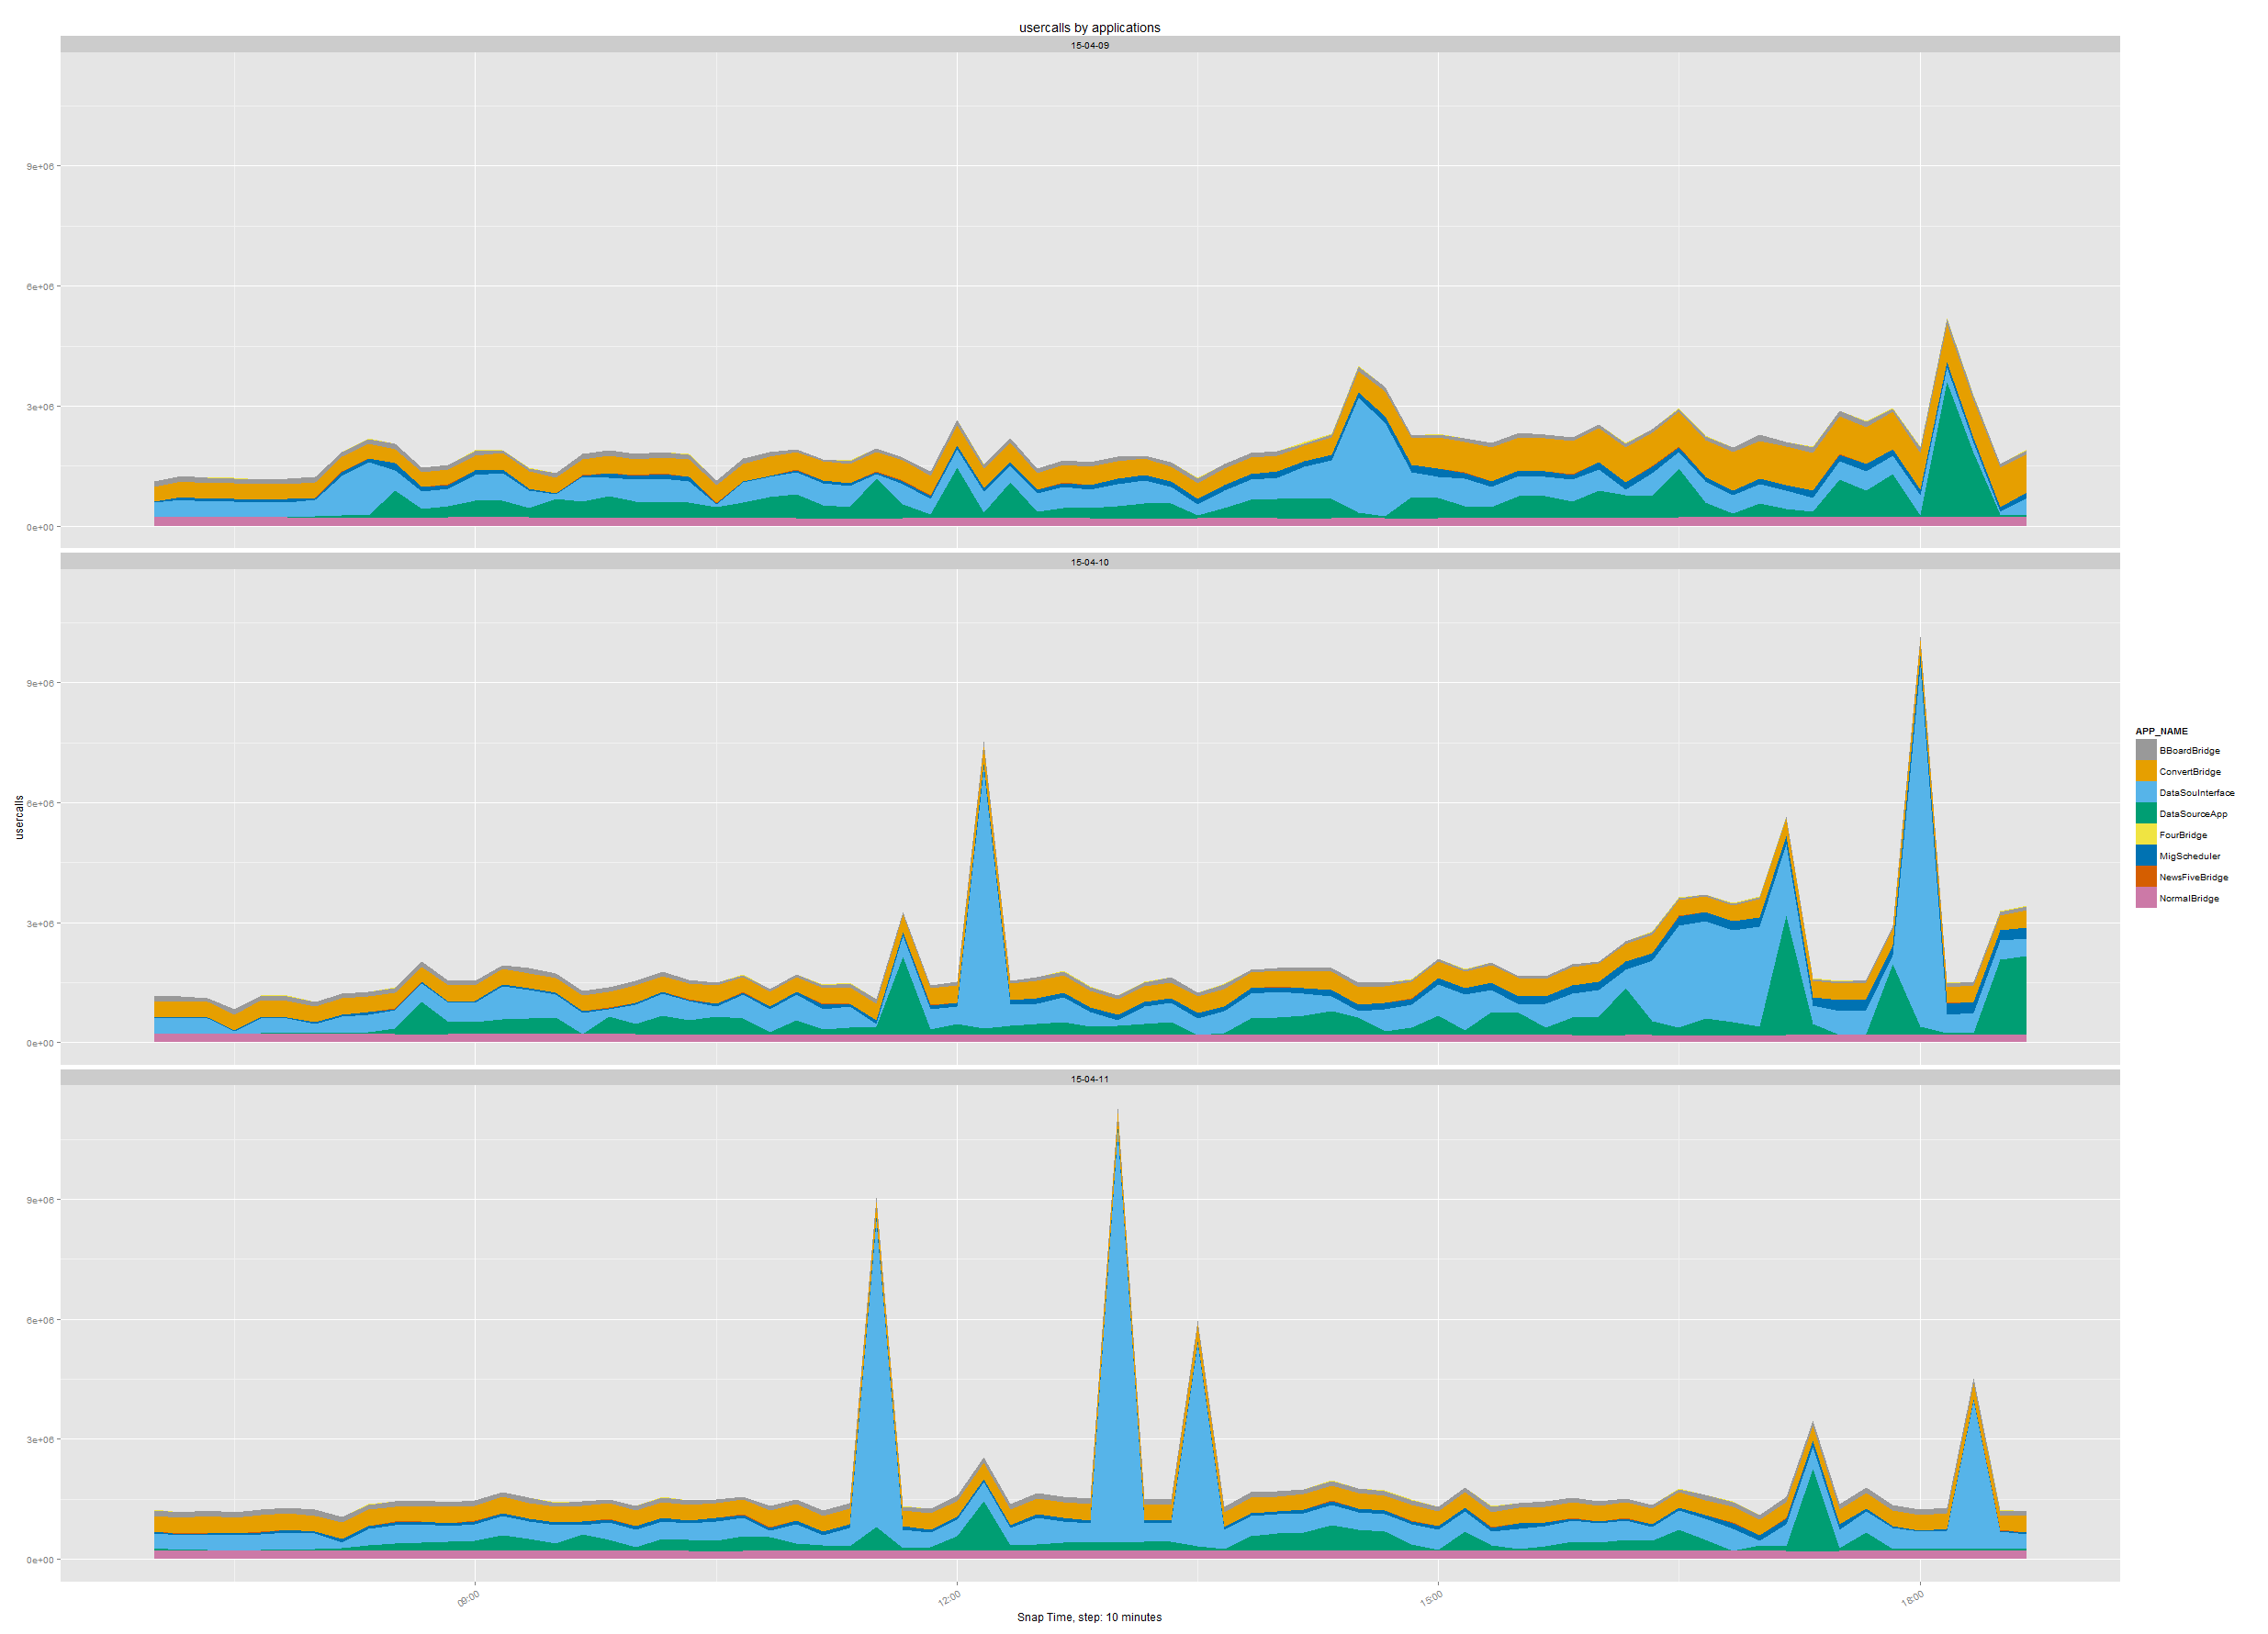 usercalls by applications
15-04-09
9e+06
6e+06
3e+06
0e+00
15-04-10
9e+06
6e+06
3e+06
0e+00
15-04-11
9e+06
6e+06
3e+06
0e+00
usercalls
09:00
12:00
15:00
18:00
Snap Time, step: 10 minutes
APP_NAME
BBoardBridge
ConvertBridge
DataSouInterface
DataSourceApp
FourBridge
MigScheduler
NewsFiveBridge
NormalBridge